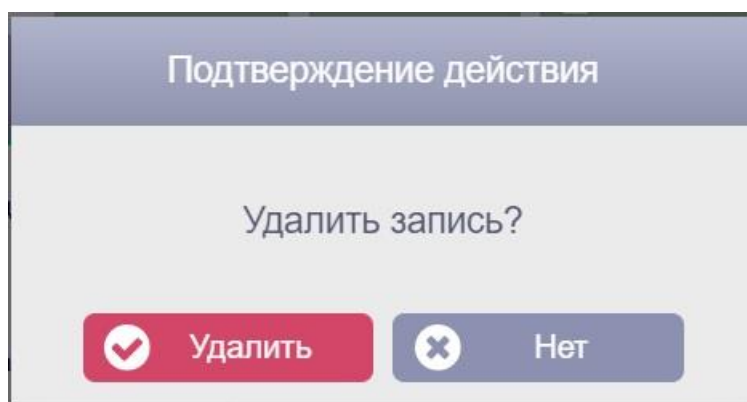 Подтверждение действия
Удалить запись?
Удалить
Нет